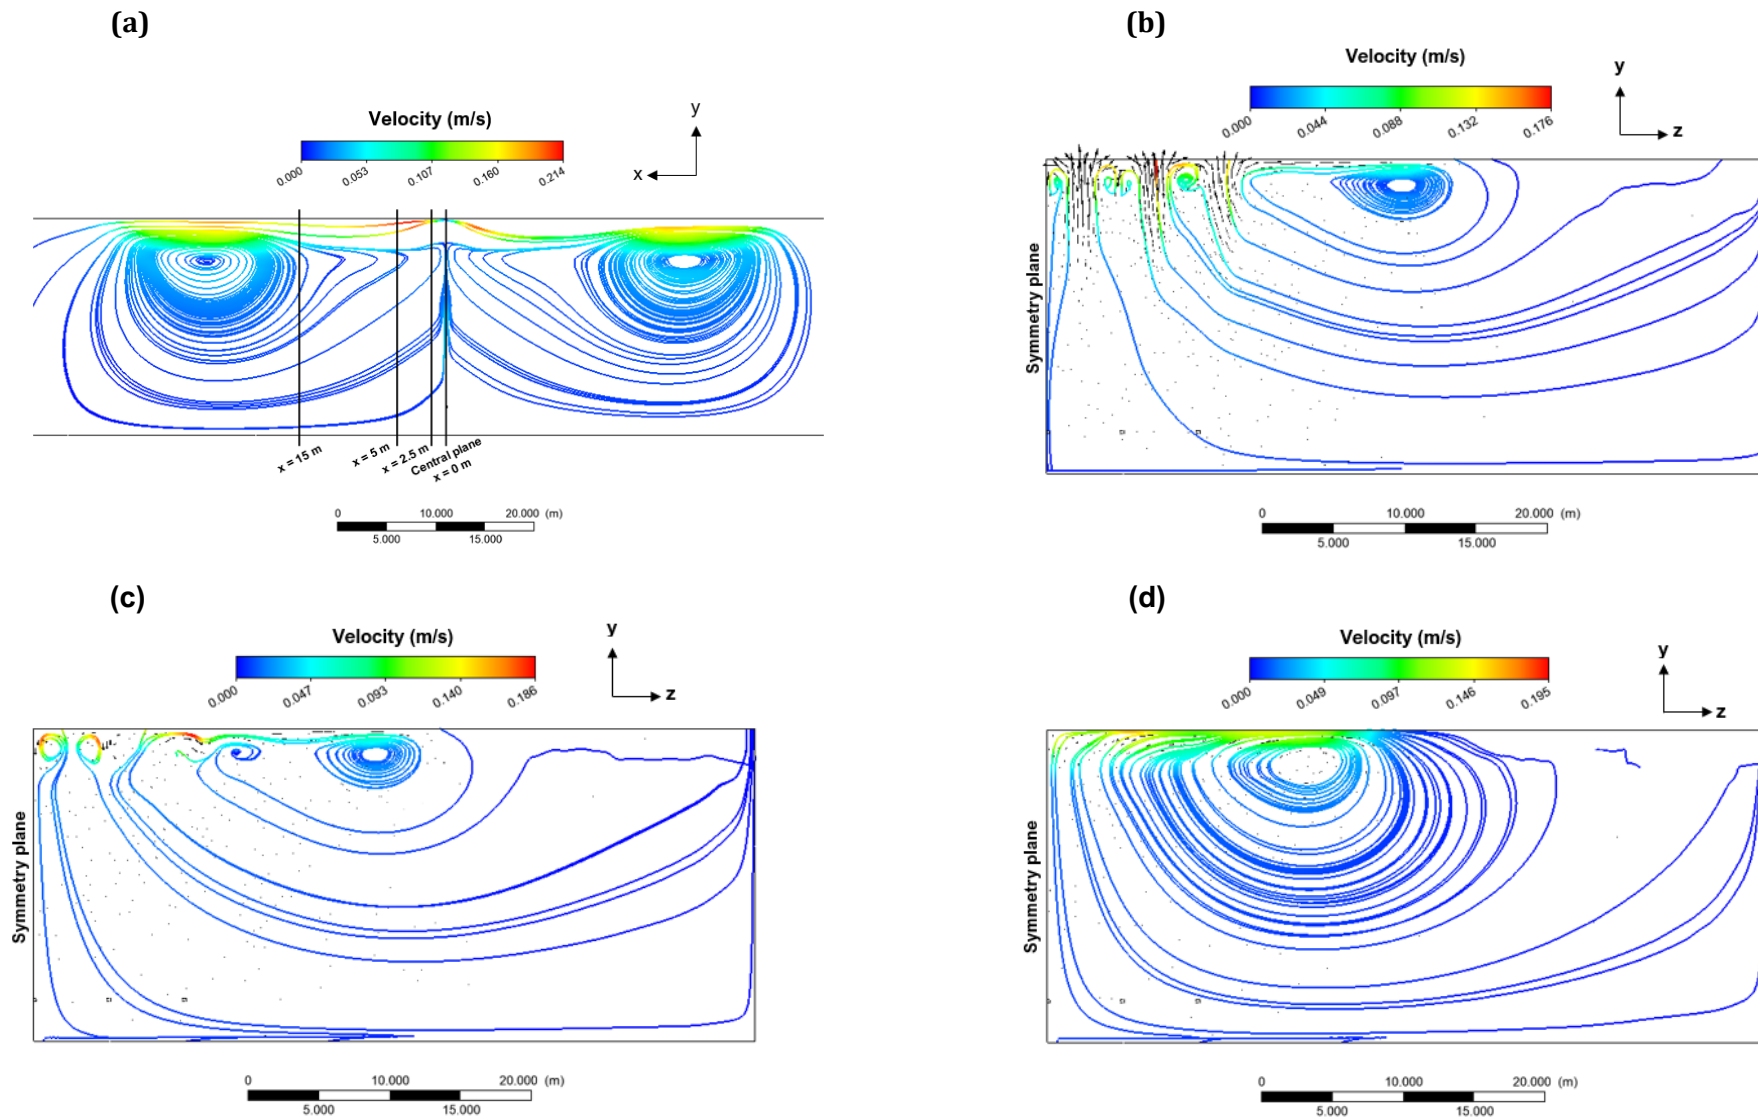 (a)
Velocity (m/s)
0.000 0.053 0.107 0.160 0.214
y
x
x = 15 m
x = 5 m
x = 2.5 m
Central plane
x = 0 m
0 10.000 20.000 (m)
5.000 15.000
(b)
Velocity (m/s)
0.000 0.044 0.088 0.132 0.176
y
z
Symmetry plane
0 10.000 20.000 (m)
5.000 15.000
(c)
Velocity (m/s)
0.000 0.047 0.093 0.140 0.186
y
z
Symmetry plane
0 10.000 20.000 (m)
5.000 15.000
(d)
Velocity (m/s)
0.000 0.049 0.097 0.146 0.195
y
z
Symmetry plane
0 10.000 20.000 (m)
5.000 15.000